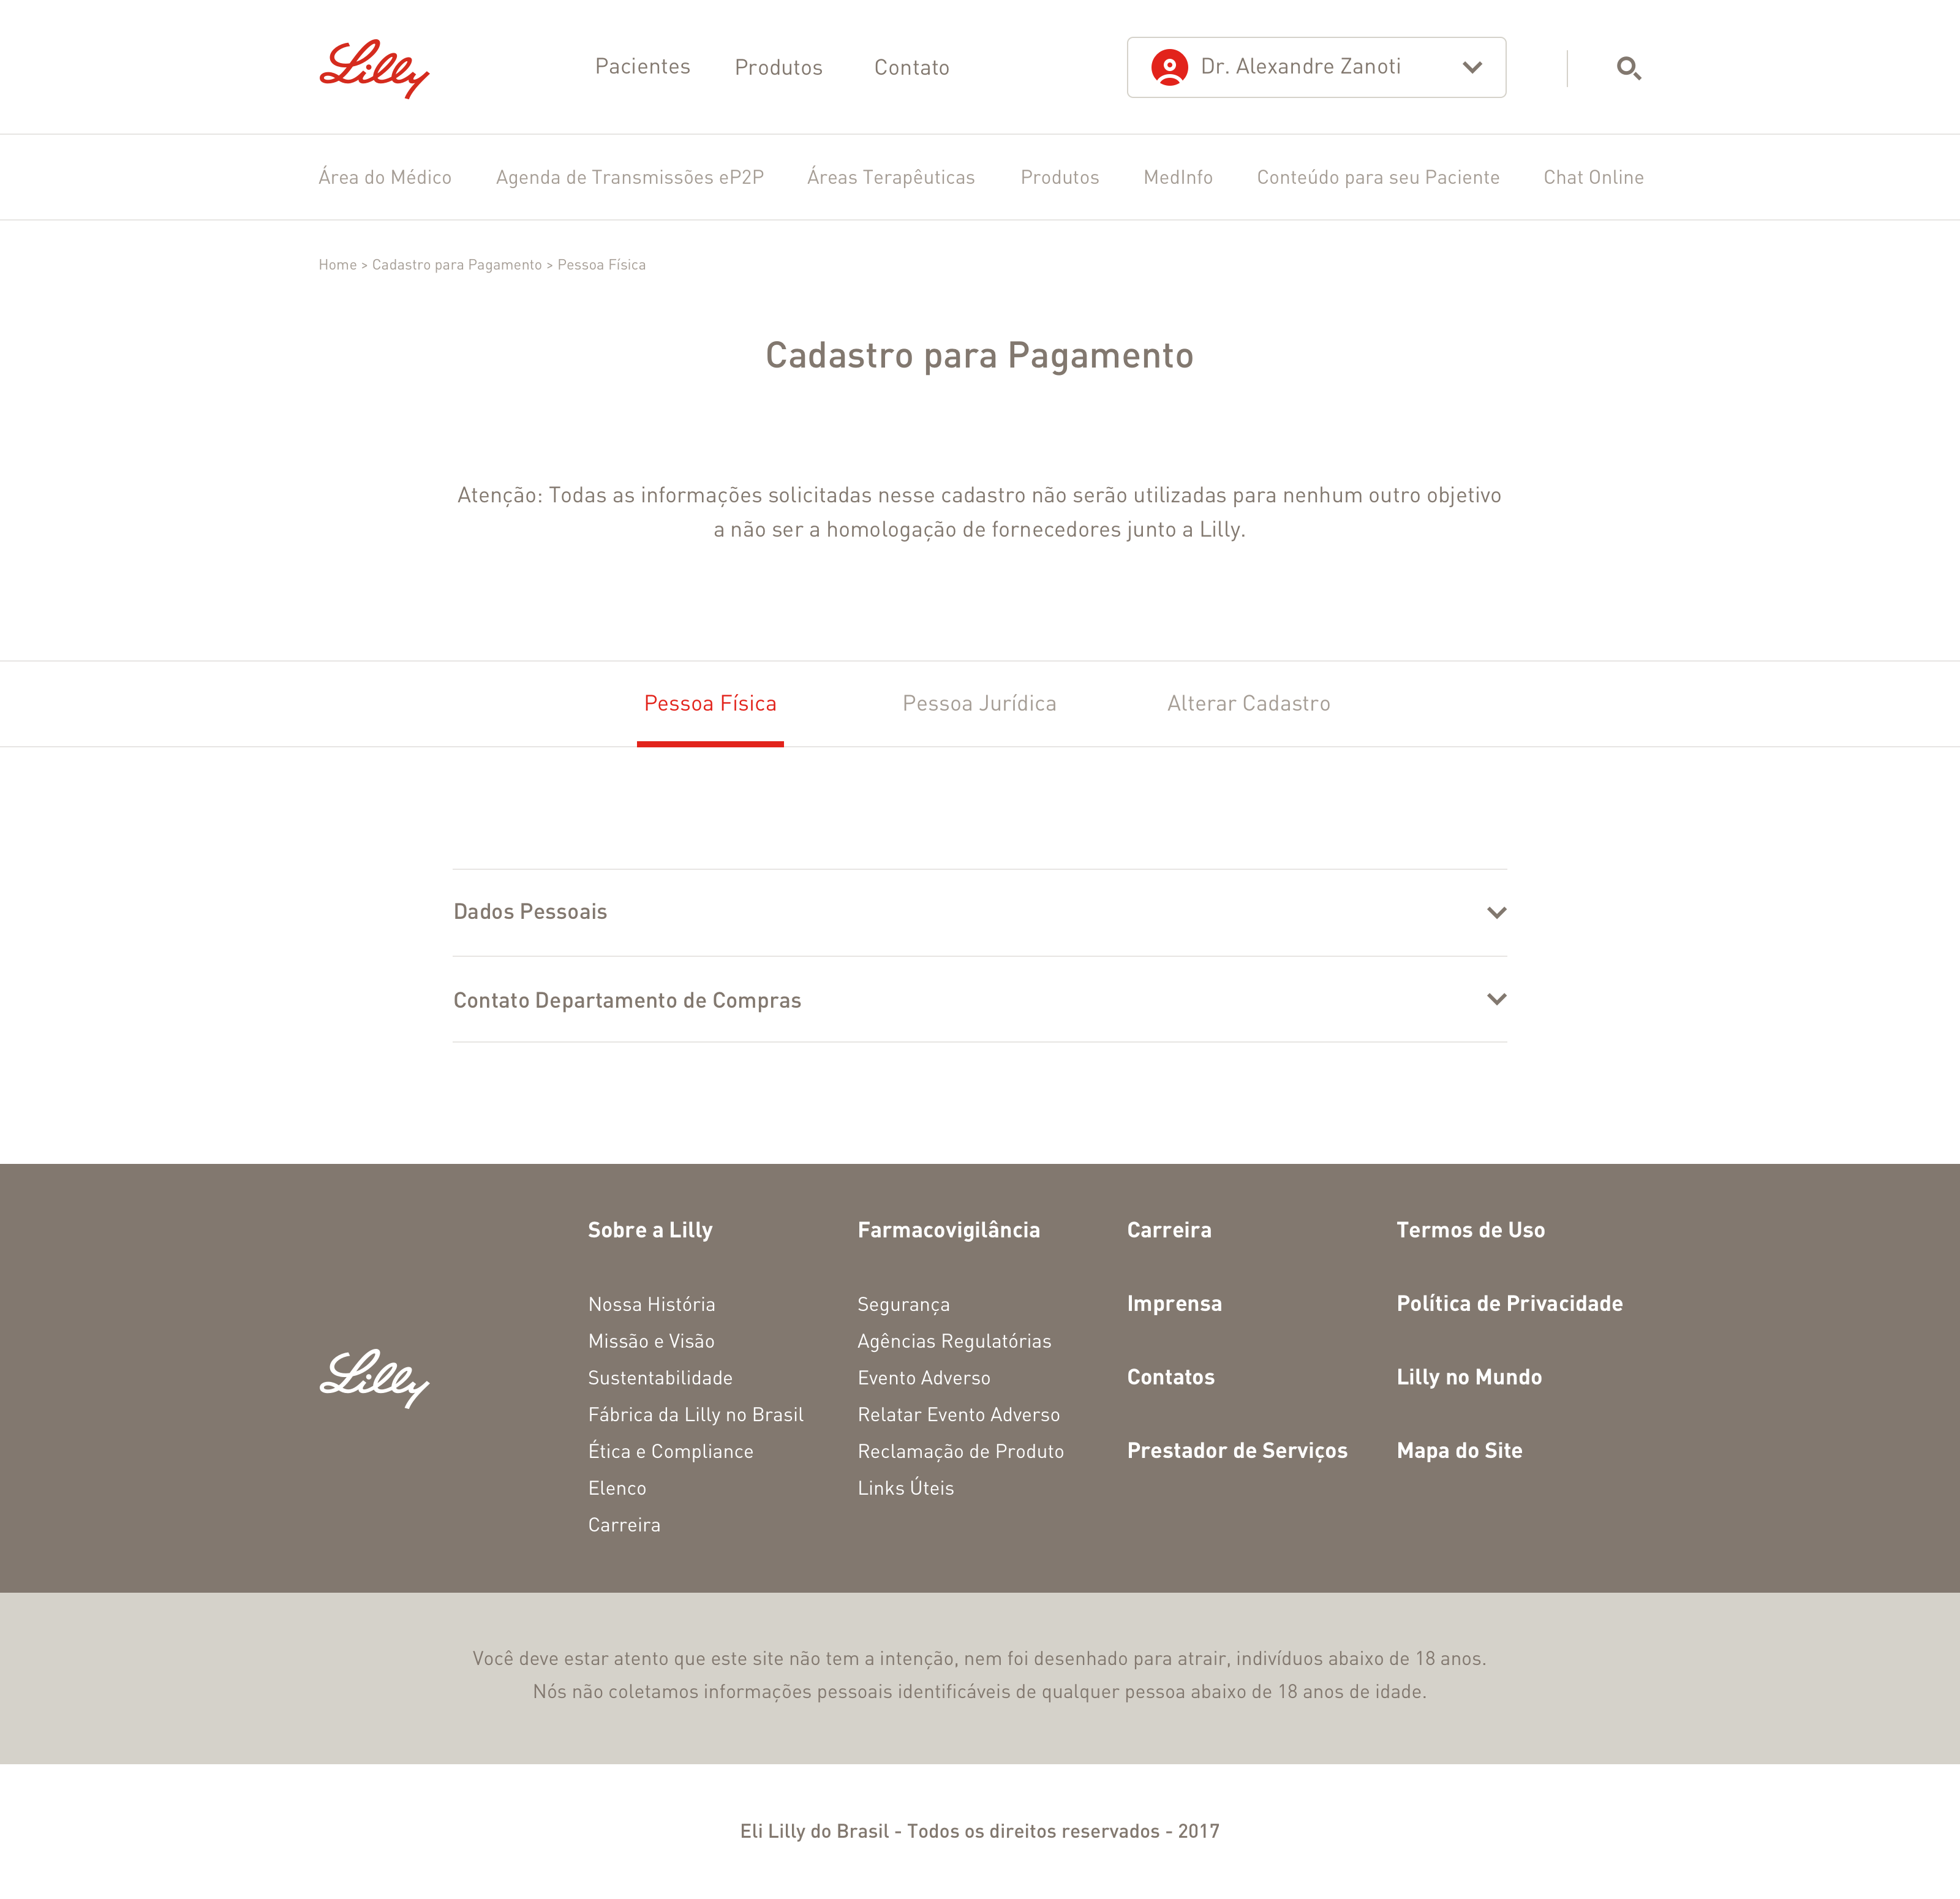 Lilly
Pacientes
Produtos
Contato
Dr. Alexandre Zanoti
Área do Médico
Agenda de Transmissões eP2P
Áreas Terapêuticas
Produtos
MedInfo
Conteúdo para seu Paciente
Chat Online
Home > Cadastro para Pagamento > Pessoa Física
Cadastro para Pagamento
Atenção: Todas as informações solicitadas nesse cadastro não serão utilizadas para nenhum outro objetivo
a não ser a homologação de fornecedores junto a Lilly.
Pessoa Física
Pessoa Jurídica
Alterar Cadastro
Dados Pessoais
Contato Departamento de Compras
Lilly
Sobre a Lilly
Nossa História
Missão e Visão
Sustentabilidade
Fábrica da Lilly no Brasil
Ética e Compliance
Elenco
Carreira
Farmacovigilância
Segurança
Agências Regulatórias
Evento Adverso
Relatar Evento Adverso
Reclamação de Produto
Links Úteis
Carreira
Imprensa
Contatos
Prestador de Serviços
Termos de Uso
Política de Privacidade
Lilly no Mundo
Mapa do Site
Você deve estar atento que este site não tem a intenção, nem foi desenhado para atrair, indivíduos abaixo de 18 anos.
Nós não coletamos informações pessoais identificáveis de qualquer pessoa abaixo de 18 anos de idade.
Eli Lilly do Brasil - Todos os direitos reservados - 2017